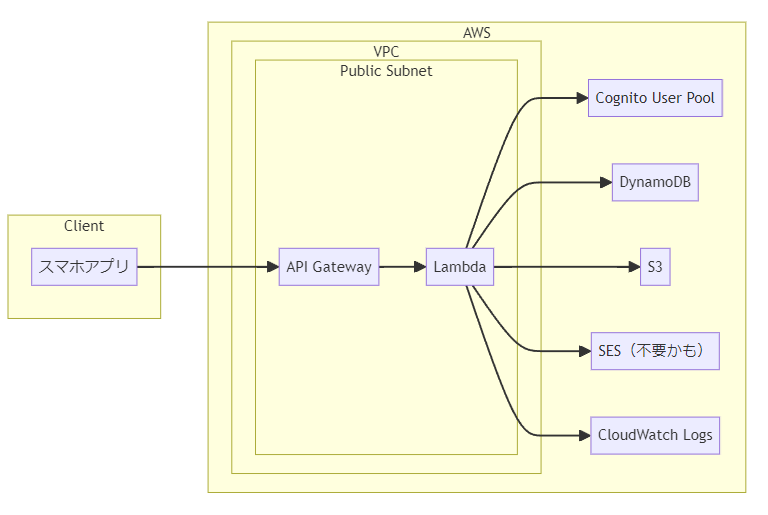 AWS
VPC
Public Subnet
Cognito User Pool
DynamoDB
Client
スマホアプリ
API Gateway
Lambda
S3
SES（不要かも）
CloudWatch Logs